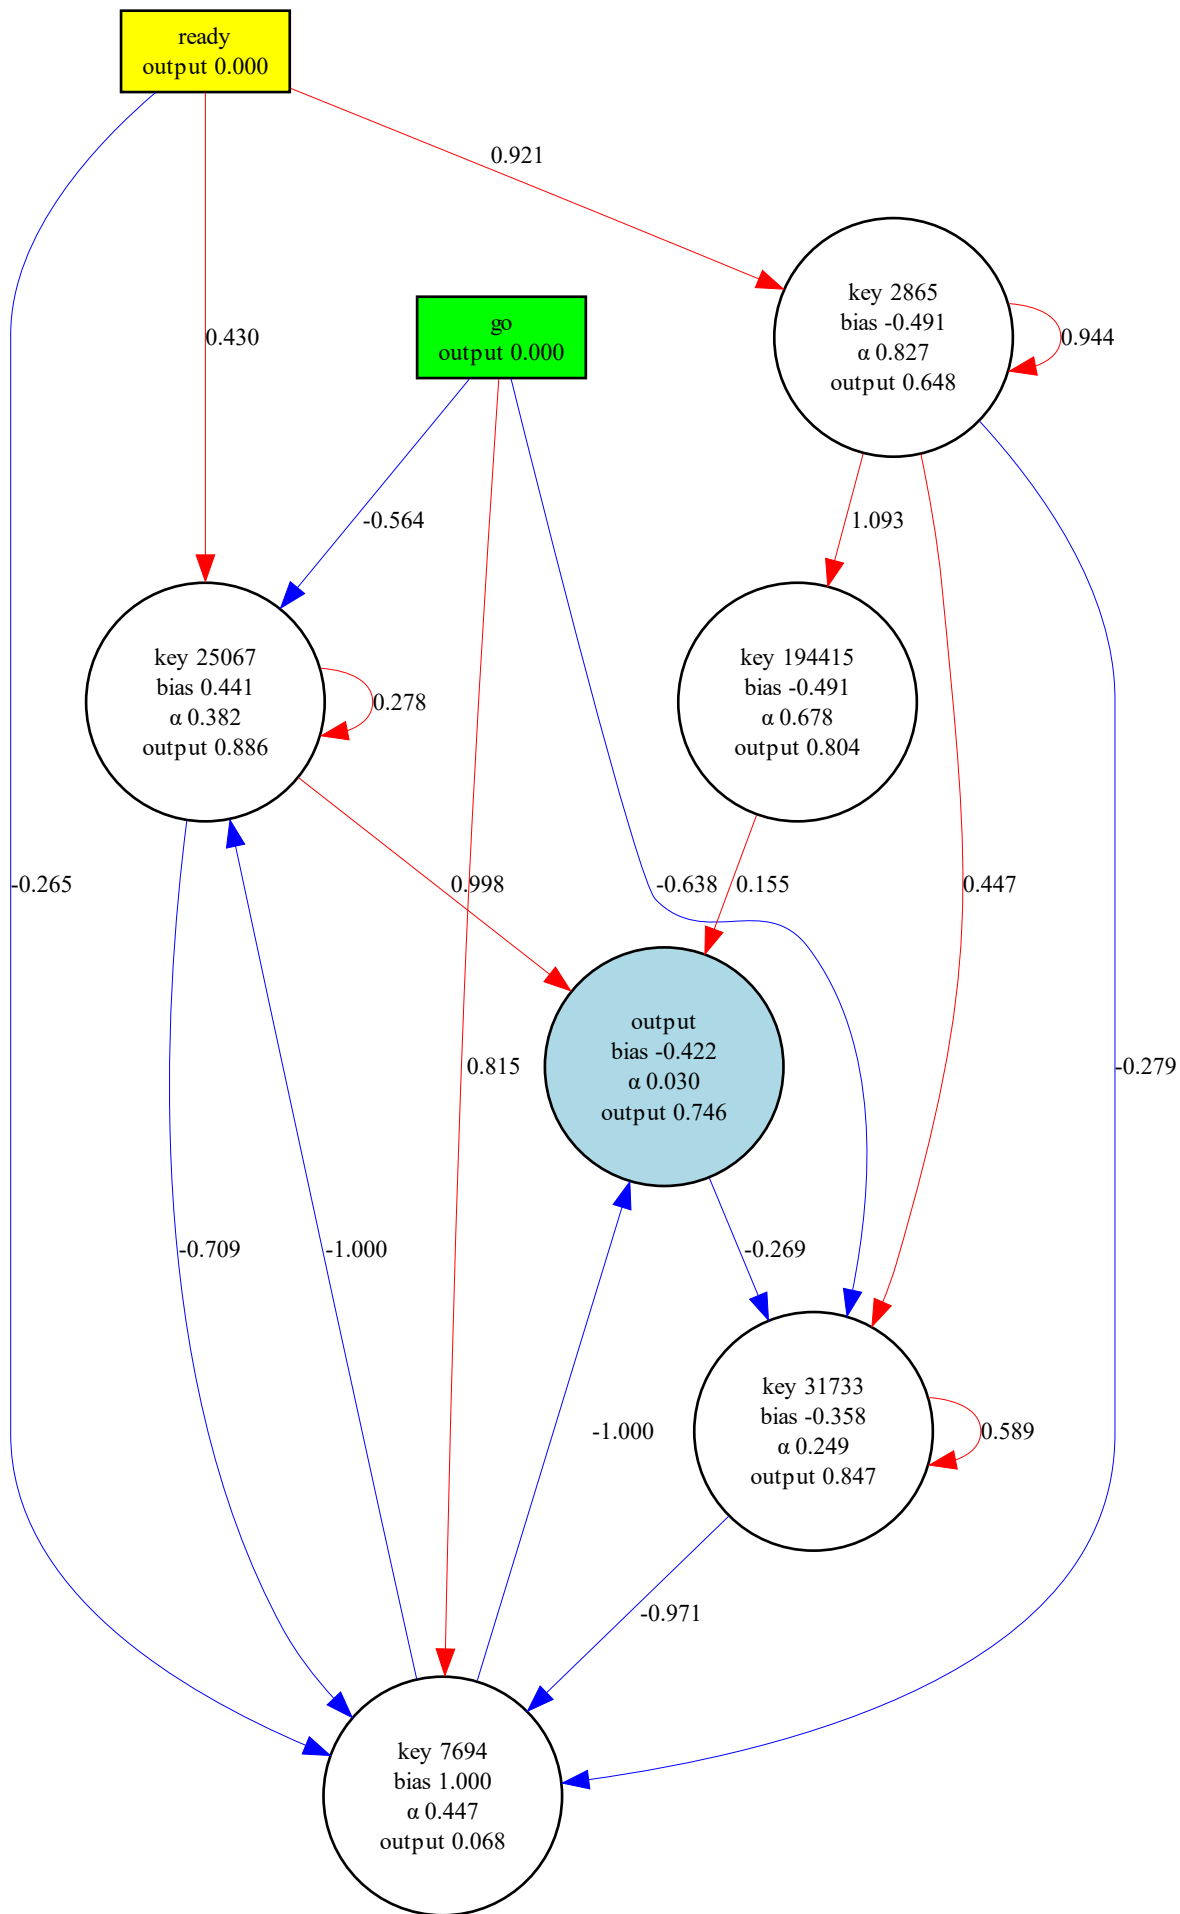 ready
output 0.000
0.921
key 2865
bias -0.491
α 0.827
output 0.648
0.944
go
output 0.000
0.430
-0.564
1.093
key 25067
bias 0.441
α 0.382
output 0.886
0.278
key 194415
bias -0.491
α 0.678
output 0.804
-0.265
0.998
-0.638
0.155
0.447
output
bias -0.422
α 0.030
output 0.746
0.815
-0.279
-0.709
-1.000
-0.269
key 31733
bias -0.358
α 0.249
output 0.847
0.589
-1.000
-0.971
key 7694
bias 1.000
α 0.447
output 0.068